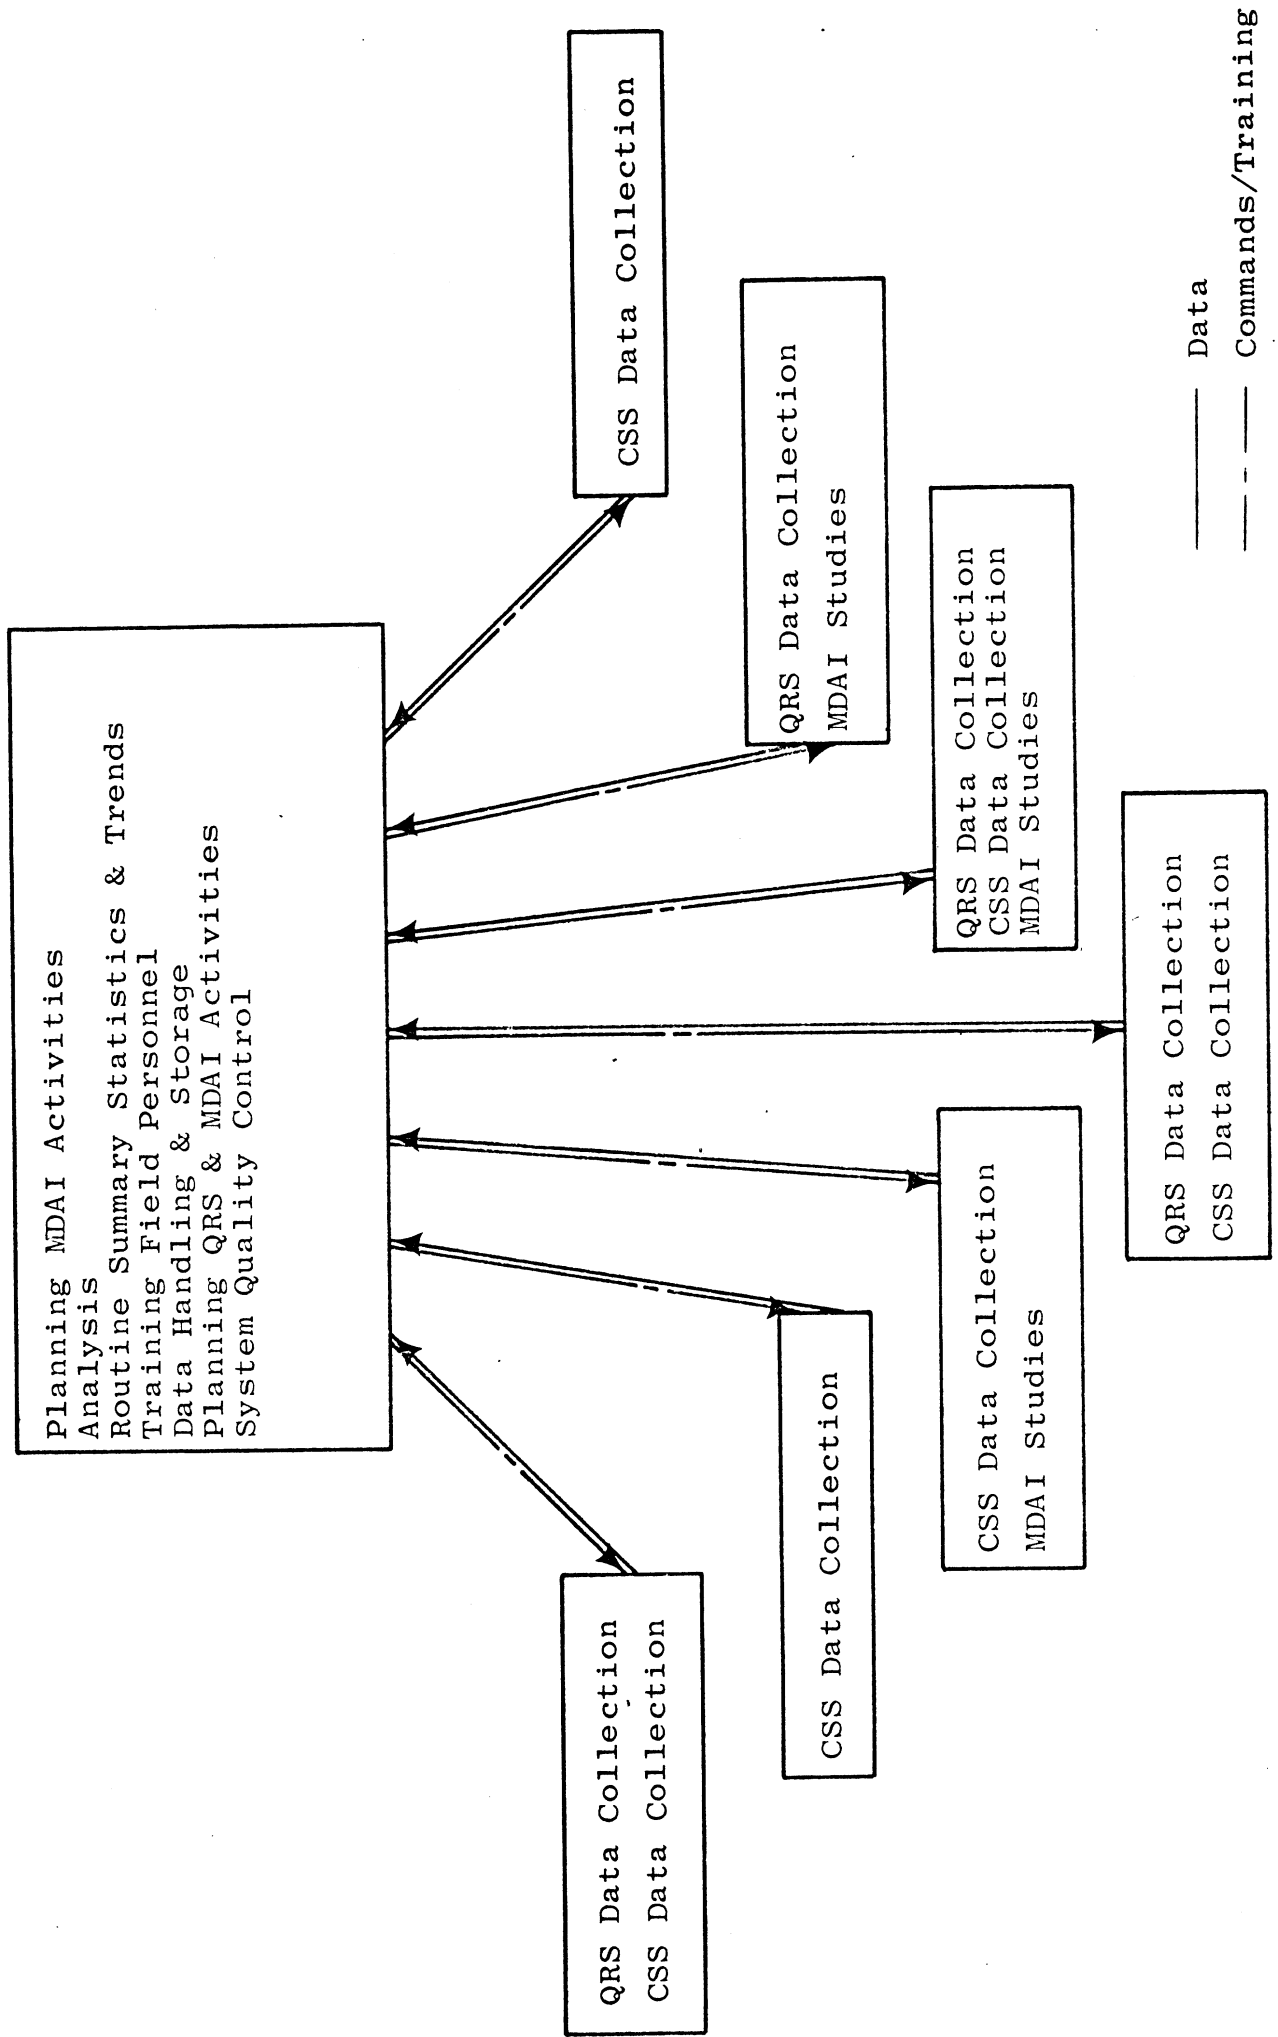 Planning MDAI Activities
Analysis
Routine Summary Statistics & Trends
Training Field Personnel
Data Handling & Storage
Planning QRS & MDAI Activities
System Quality Control
QRS Data Collection
CSS Data Collection
CSS Data Collection
CSS Data Collection
MDAI Studies
QRS Data Collection
CSS Data Collection
QRS Data Collection
CSS Data Collection
MDAI Studies
QRS Data Collection
MDAI Studies
CSS Data Collection
Data
Commands/Training